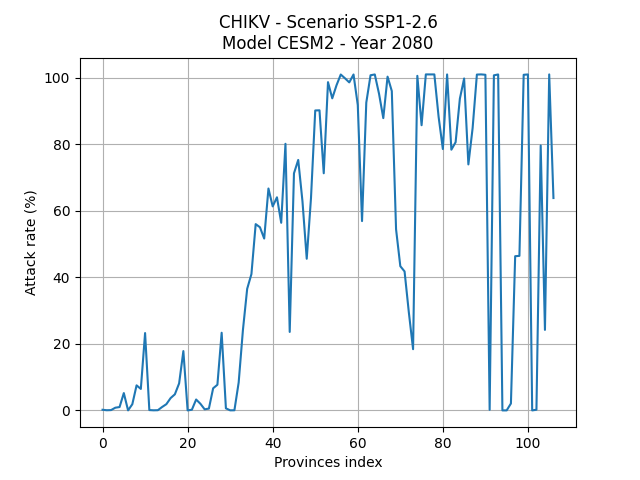 CHIKV - Scenario SSP1-2.6
Model CESM2 - Year 2080
100
80
60
40
20
0
Attack rate (%)
0 20 40 60 80 100
Provinces index